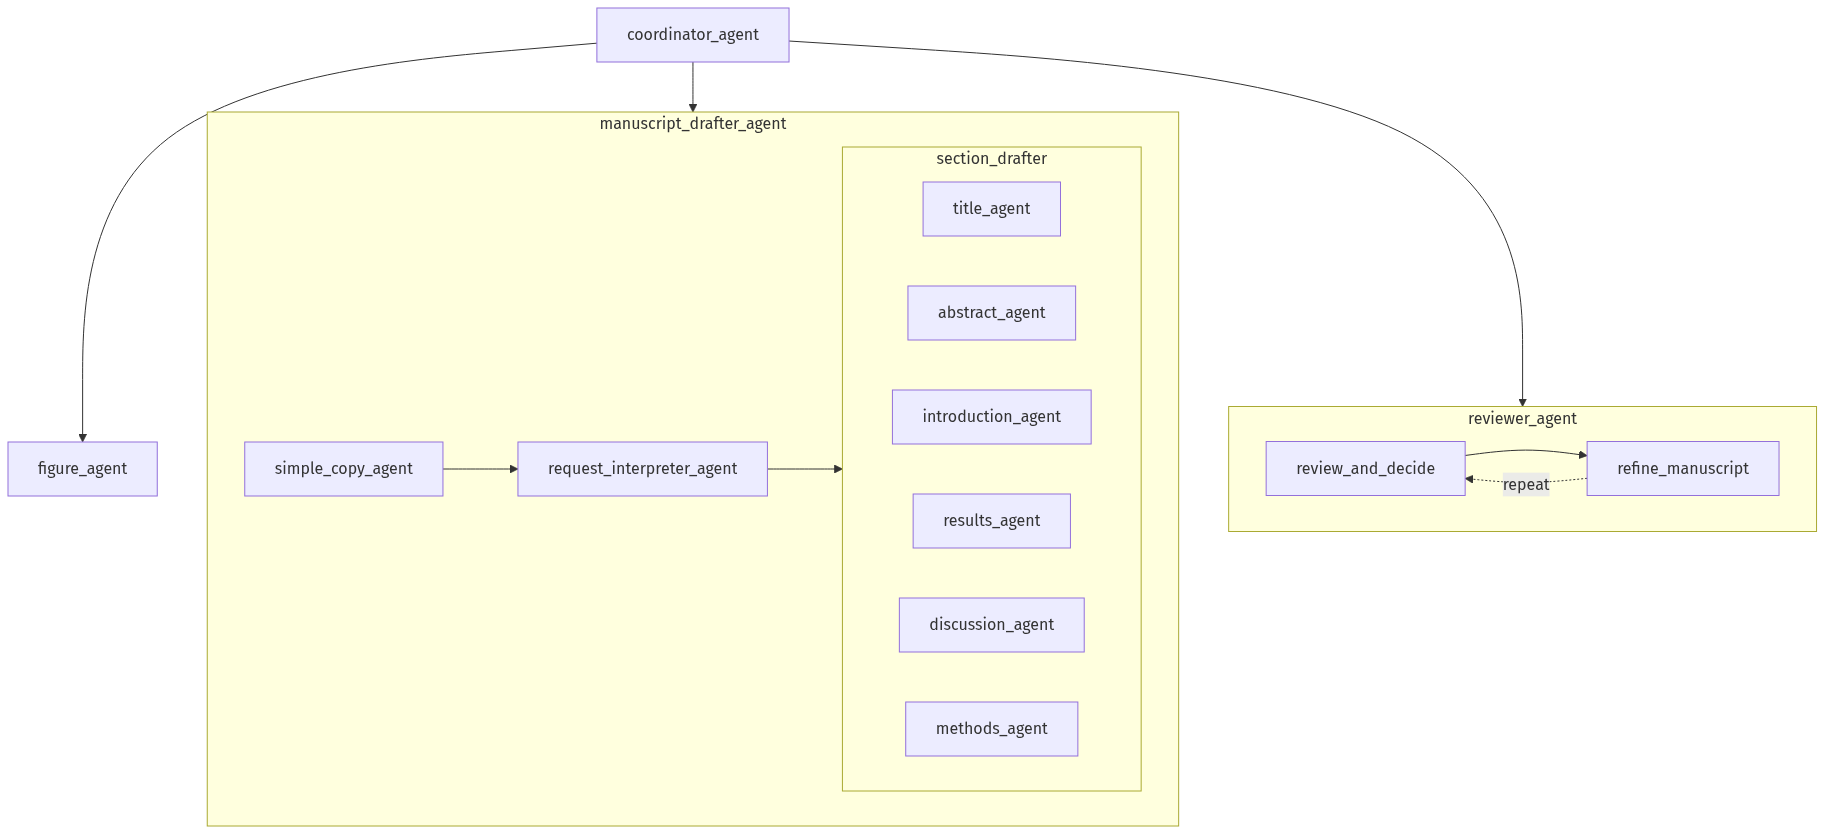 coordinator_agent
manuscript_drafter_agent
section_drafter
title_agent
abstract_agent
introduction_agent
results_agent
discussion_agent
methods_agent
simple_copy_agent
request_interpreter_agent
figure_agent
reviewer_agent
review_and_decide
refine_manuscript
repeat